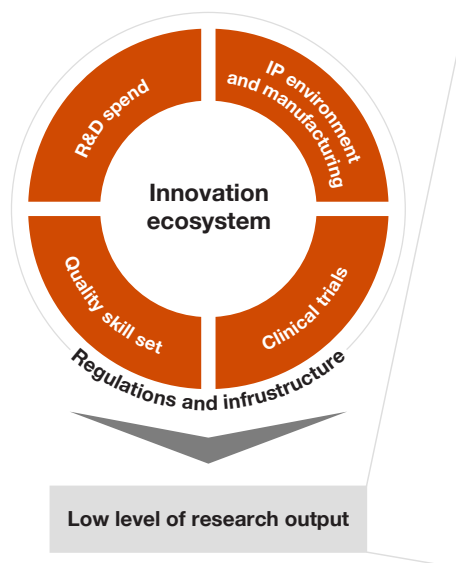 R&D spend
IP environment
and manufacturing
Innovation
ecosystem
Quality skill set
Clinical trials
Regulations and infrustructure
Low level of research output